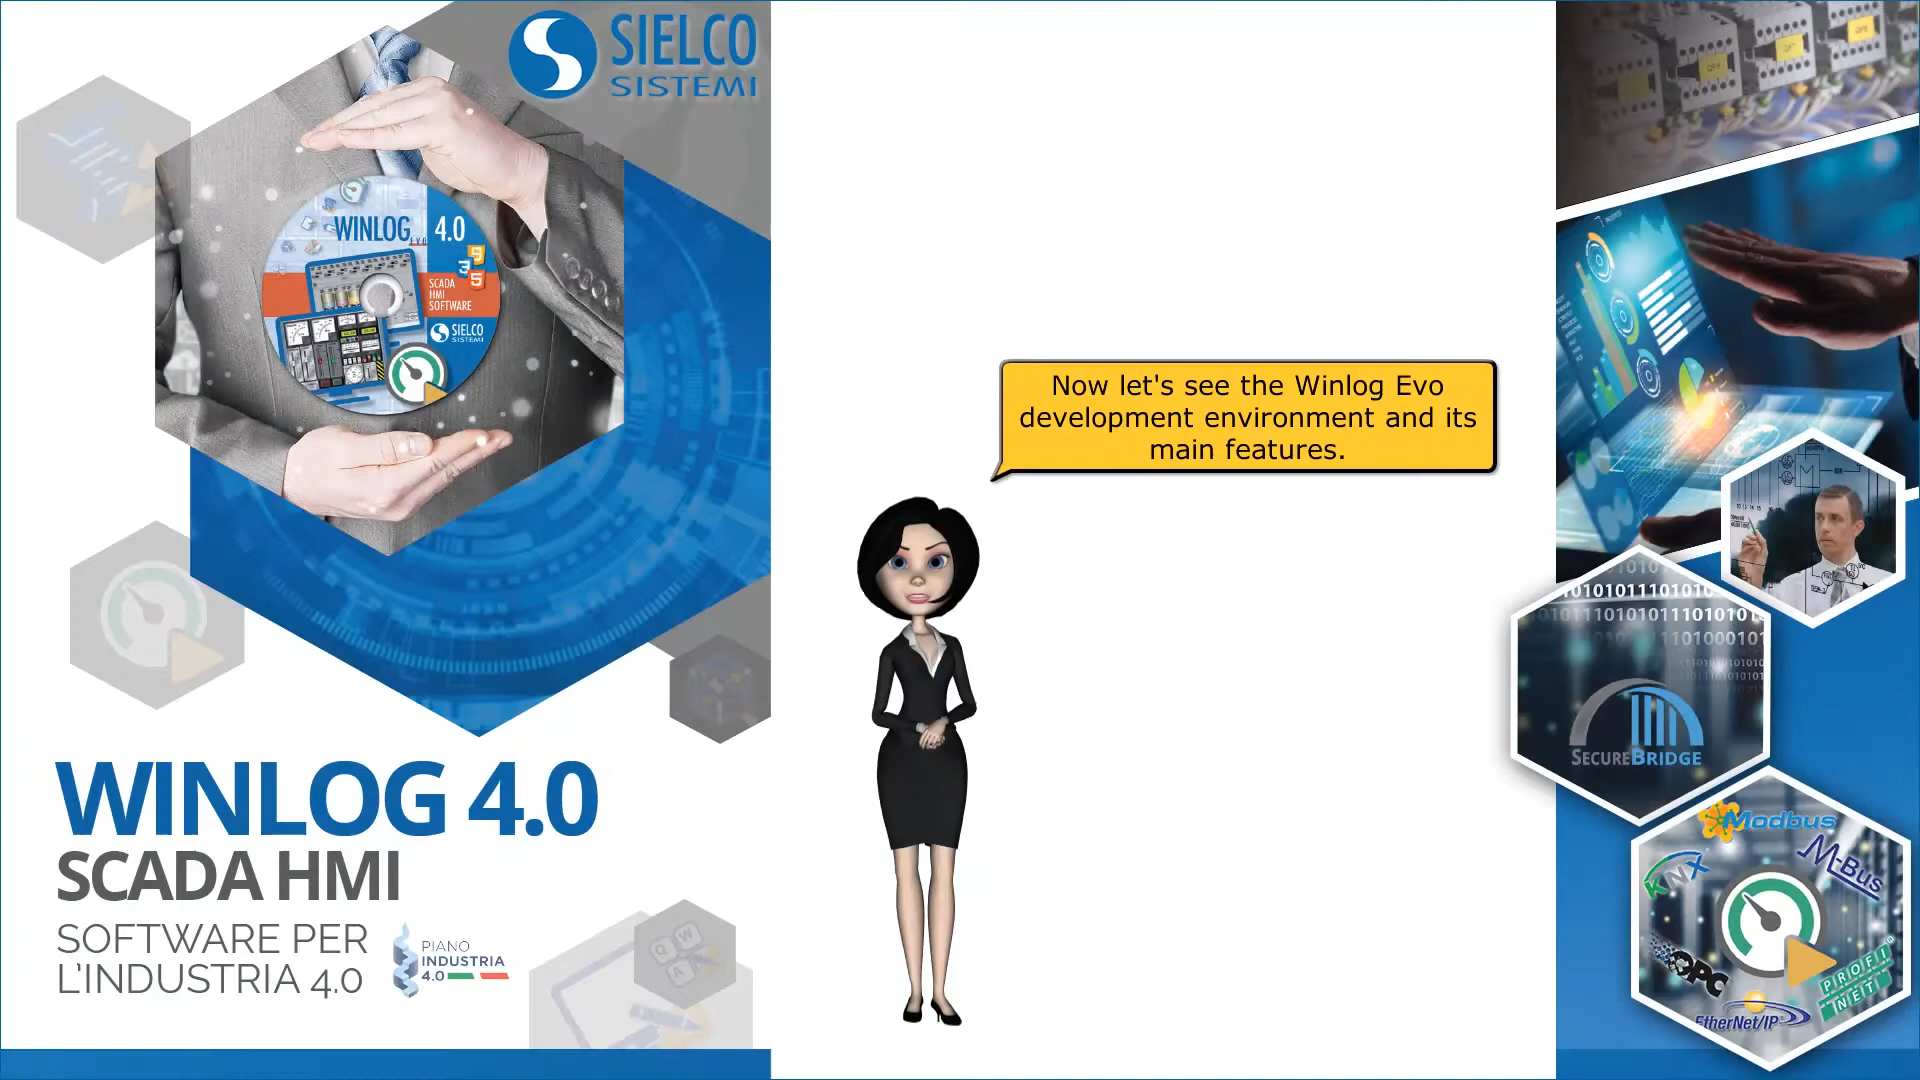 SIELCO
SISTEMI
WINLOG 4.0
EVO
SCADA
HMI
SOFTWARE
SIELCO
SISTEMI
WINLOG 4.0
SCADA HMI
SOFTWARE PER
L'INDUSTRIA 4.0
PIANO
INDUSTRIA
4.0
Now let's see the Winlog Evo
development environment and its
main features.
SECUREBRIDGE
Modbus
M-Bus
KNX
OPC
PROFI
NET
EtherNet/IP